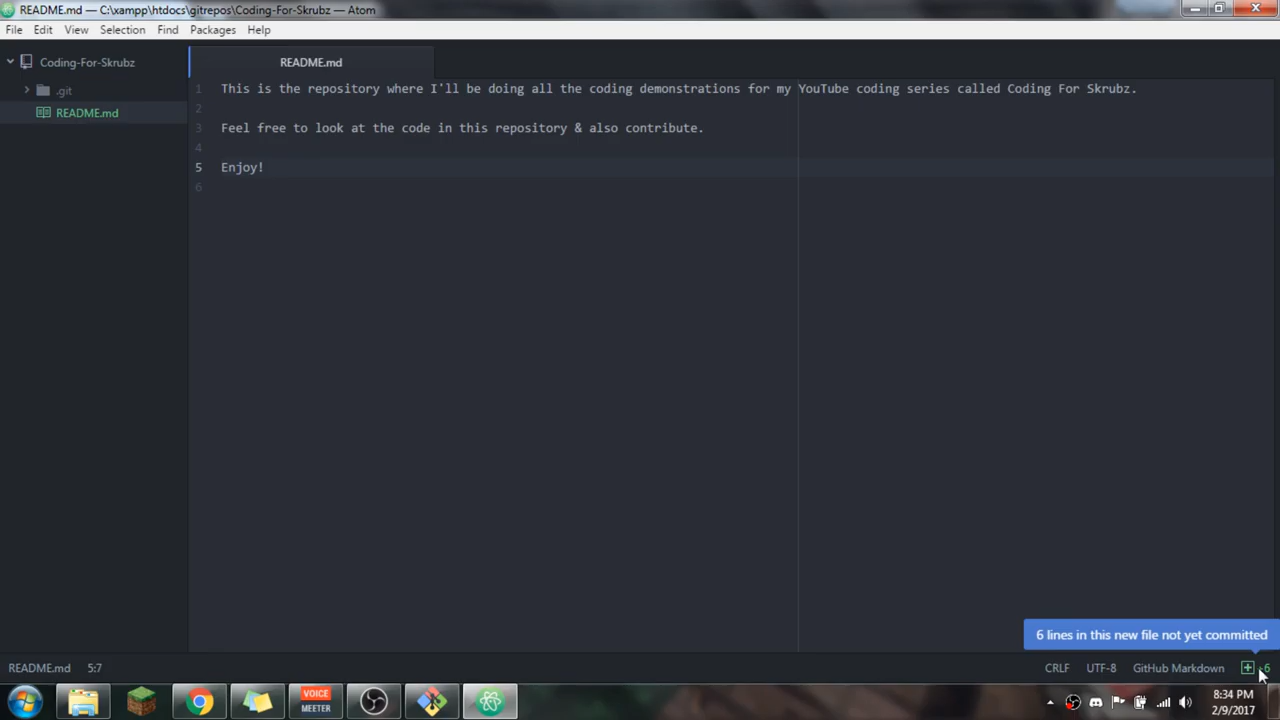 README.md — C:\xampp\htdocs\gitrepos\Coding-For-Skrubz — Atom
File Edit View Selection Find Packages Help
Coding-For-Skrubz
.git
README.md
README.md
1 This is the repository where I'll be doing all the coding demonstrations for my YouTube coding series called Coding For Skrubz.
2
3 Feel free to look at the code in this repository & also contribute.
4
5 Enjoy!
6
6 lines in this new file not yet committed
README.md 5:7 CRLF UTF-8 GitHub Markdown +6
VOICE MEETER
8:34 PM
2/9/2017